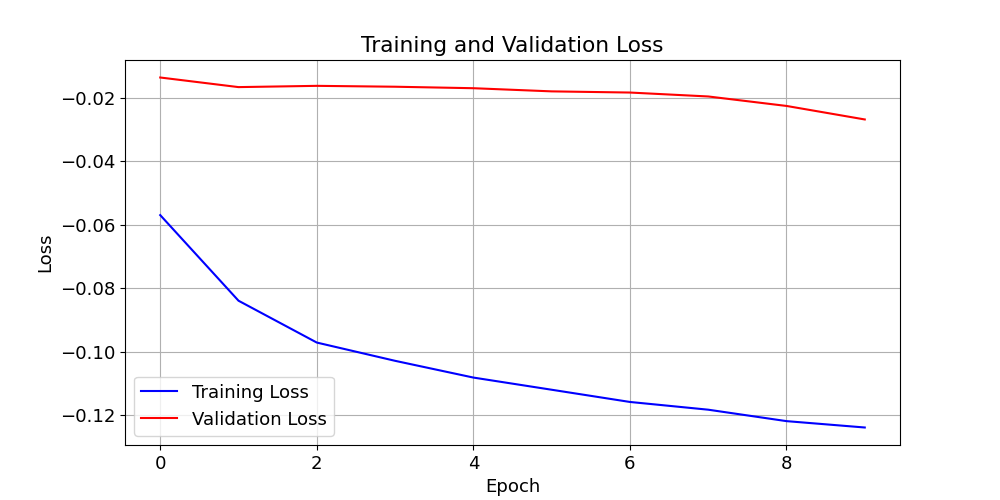 Training and Validation Loss
Loss
−0.02
−0.04
−0.06
−0.08
−0.10
−0.12
Training Loss
Validation Loss
0 2 4 6 8
Epoch